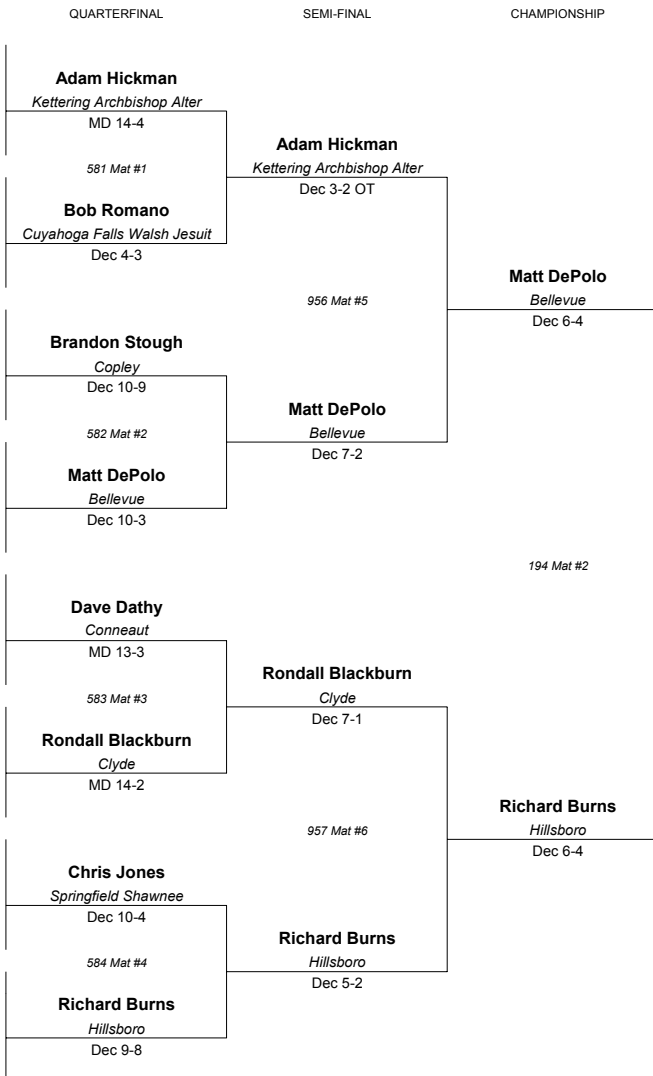 QUARTERFINAL
SEMI-FINAL
CHAMPIONSHIP
Adam Hickman
Kettering Archbishop Alter
MD 14-4
581 Mat #1
Bob Romano
Cuyahoga Falls Walsh Jesuit
Dec 4-3
Brandon Stough
Copley
Dec 10-9
582 Mat #2
Matt DePolo
Bellevue
Dec 10-3
Dave Dathy
Conneaut
MD 13-3
583 Mat #3
Rondall Blackburn
Clyde
MD 14-2
Chris Jones
Springfield Shawnee
Dec 10-4
584 Mat #4
Richard Burns
Hillsboro
Dec 9-8
Adam Hickman
Kettering Archbishop Alter
Dec 3-2 OT
956 Mat #5
Matt DePolo
Bellevue
Dec 7-2
Rondall Blackburn
Clyde
Dec 7-1
957 Mat #6
Richard Burns
Hillsboro
Dec 5-2
Matt DePolo
Bellevue
Dec 6-4
194 Mat #2
Richard Burns
Hillsboro
Dec 6-4